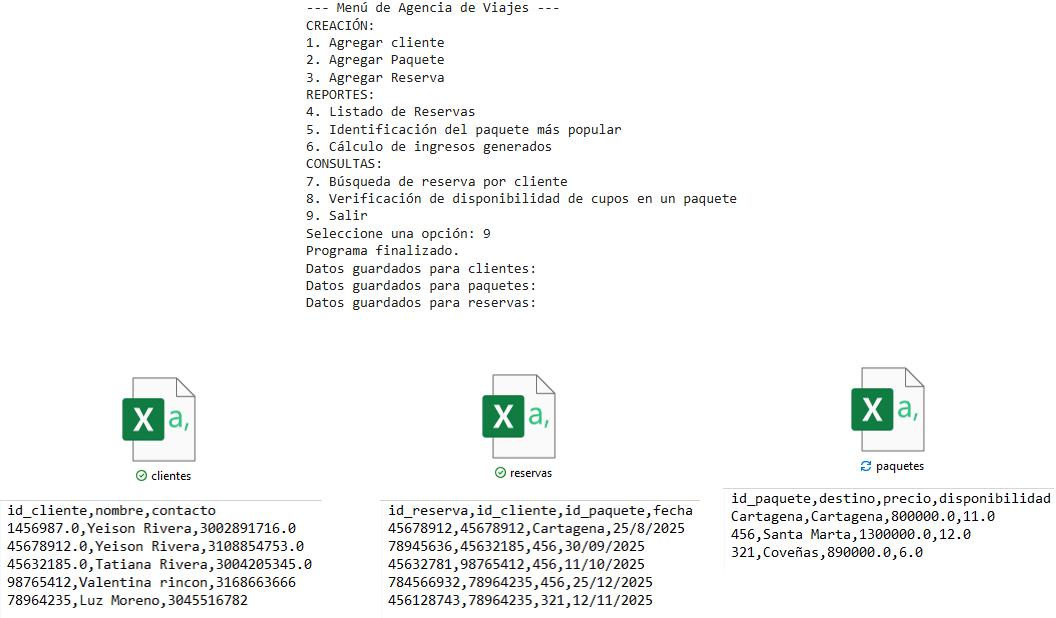 --- Menú de Agencia de Viajes ---
CREACIÓN:
1. Agregar cliente
2. Agregar Paquete
3. Agregar Reserva
REPORTES:
4. Listado de Reservas
5. Identificación del paquete más popular
6. Cálculo de ingresos generados
CONSULTAS:
7. Búsqueda de reserva por cliente
8. Verificación de disponibilidad de cupos en un paquete
9. Salir
Seleccione una opción: 9
Programa finalizado.
Datos guardados para clientes:
Datos guardados para paquetes:
Datos guardados para reservas:
X a,
clientes
id_cliente,nombre,contacto
1456987.0,Yeison Rivera,3002891716.0
45678912.0,Yeison Rivera,3108854753.0
45632185.0,Tatiana Rivera,3004205345.0
98765412,Valentina rincon,3168663666
78964235,Luz Moreno,3045516782
X a,
reservas
id_reserva,id_cliente,id_paquete,fecha
45678912,45678912,Cartagena,25/8/2025
78945636,45632185,456,30/09/2025
45632781,98765412,456,11/10/2025
784566932,78964235,456,25/12/2025
456128743,78964235,321,12/11/2025
X a,
paquetes
id_paquete,destino,precio,disponibilidad
Cartagena,Cartagena,800000.0,11.0
456,Santa Marta,1300000.0,12.0
321,Coveñas,890000.0,6.0